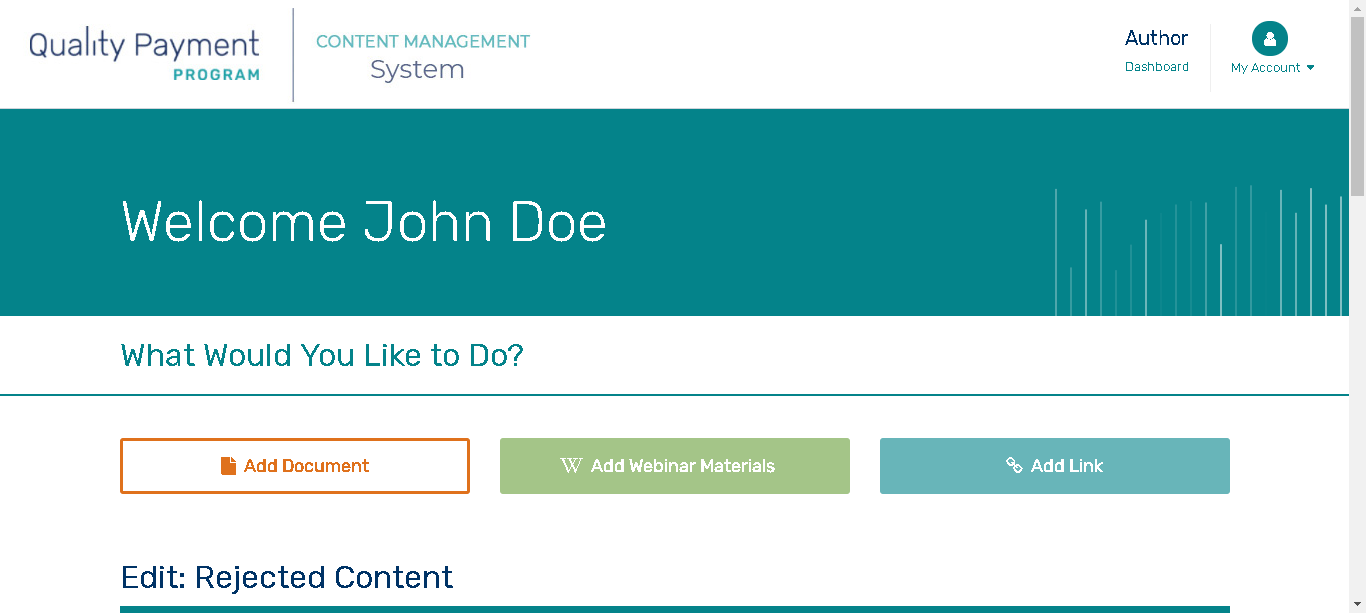 Quality Payment
PROGRAM
CONTENT MANAGEMENT
System
Author
Dashboard
My Account
Welcome John Doe
What Would You Like to Do?
Add Document
W Add Webinar Materials
Add Link
Edit: Rejected Content